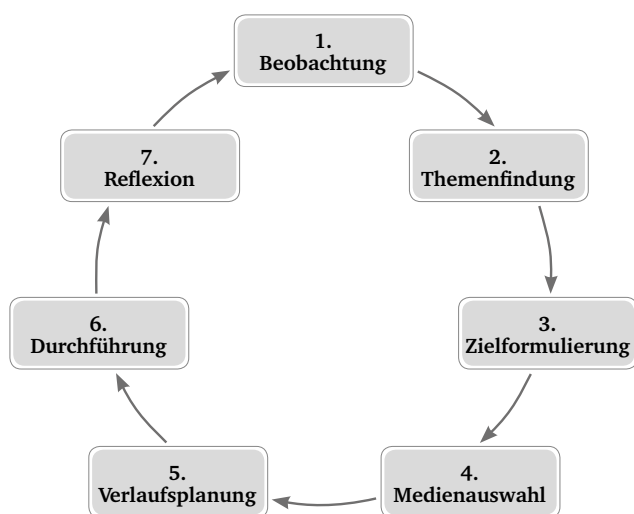 1.
Beobachtung
2.
Themenfindung
3.
Zielformulierung
4.
Medienauswahl
5.
Verlaufsplanung
6.
Durchführung
7.
Reflexion